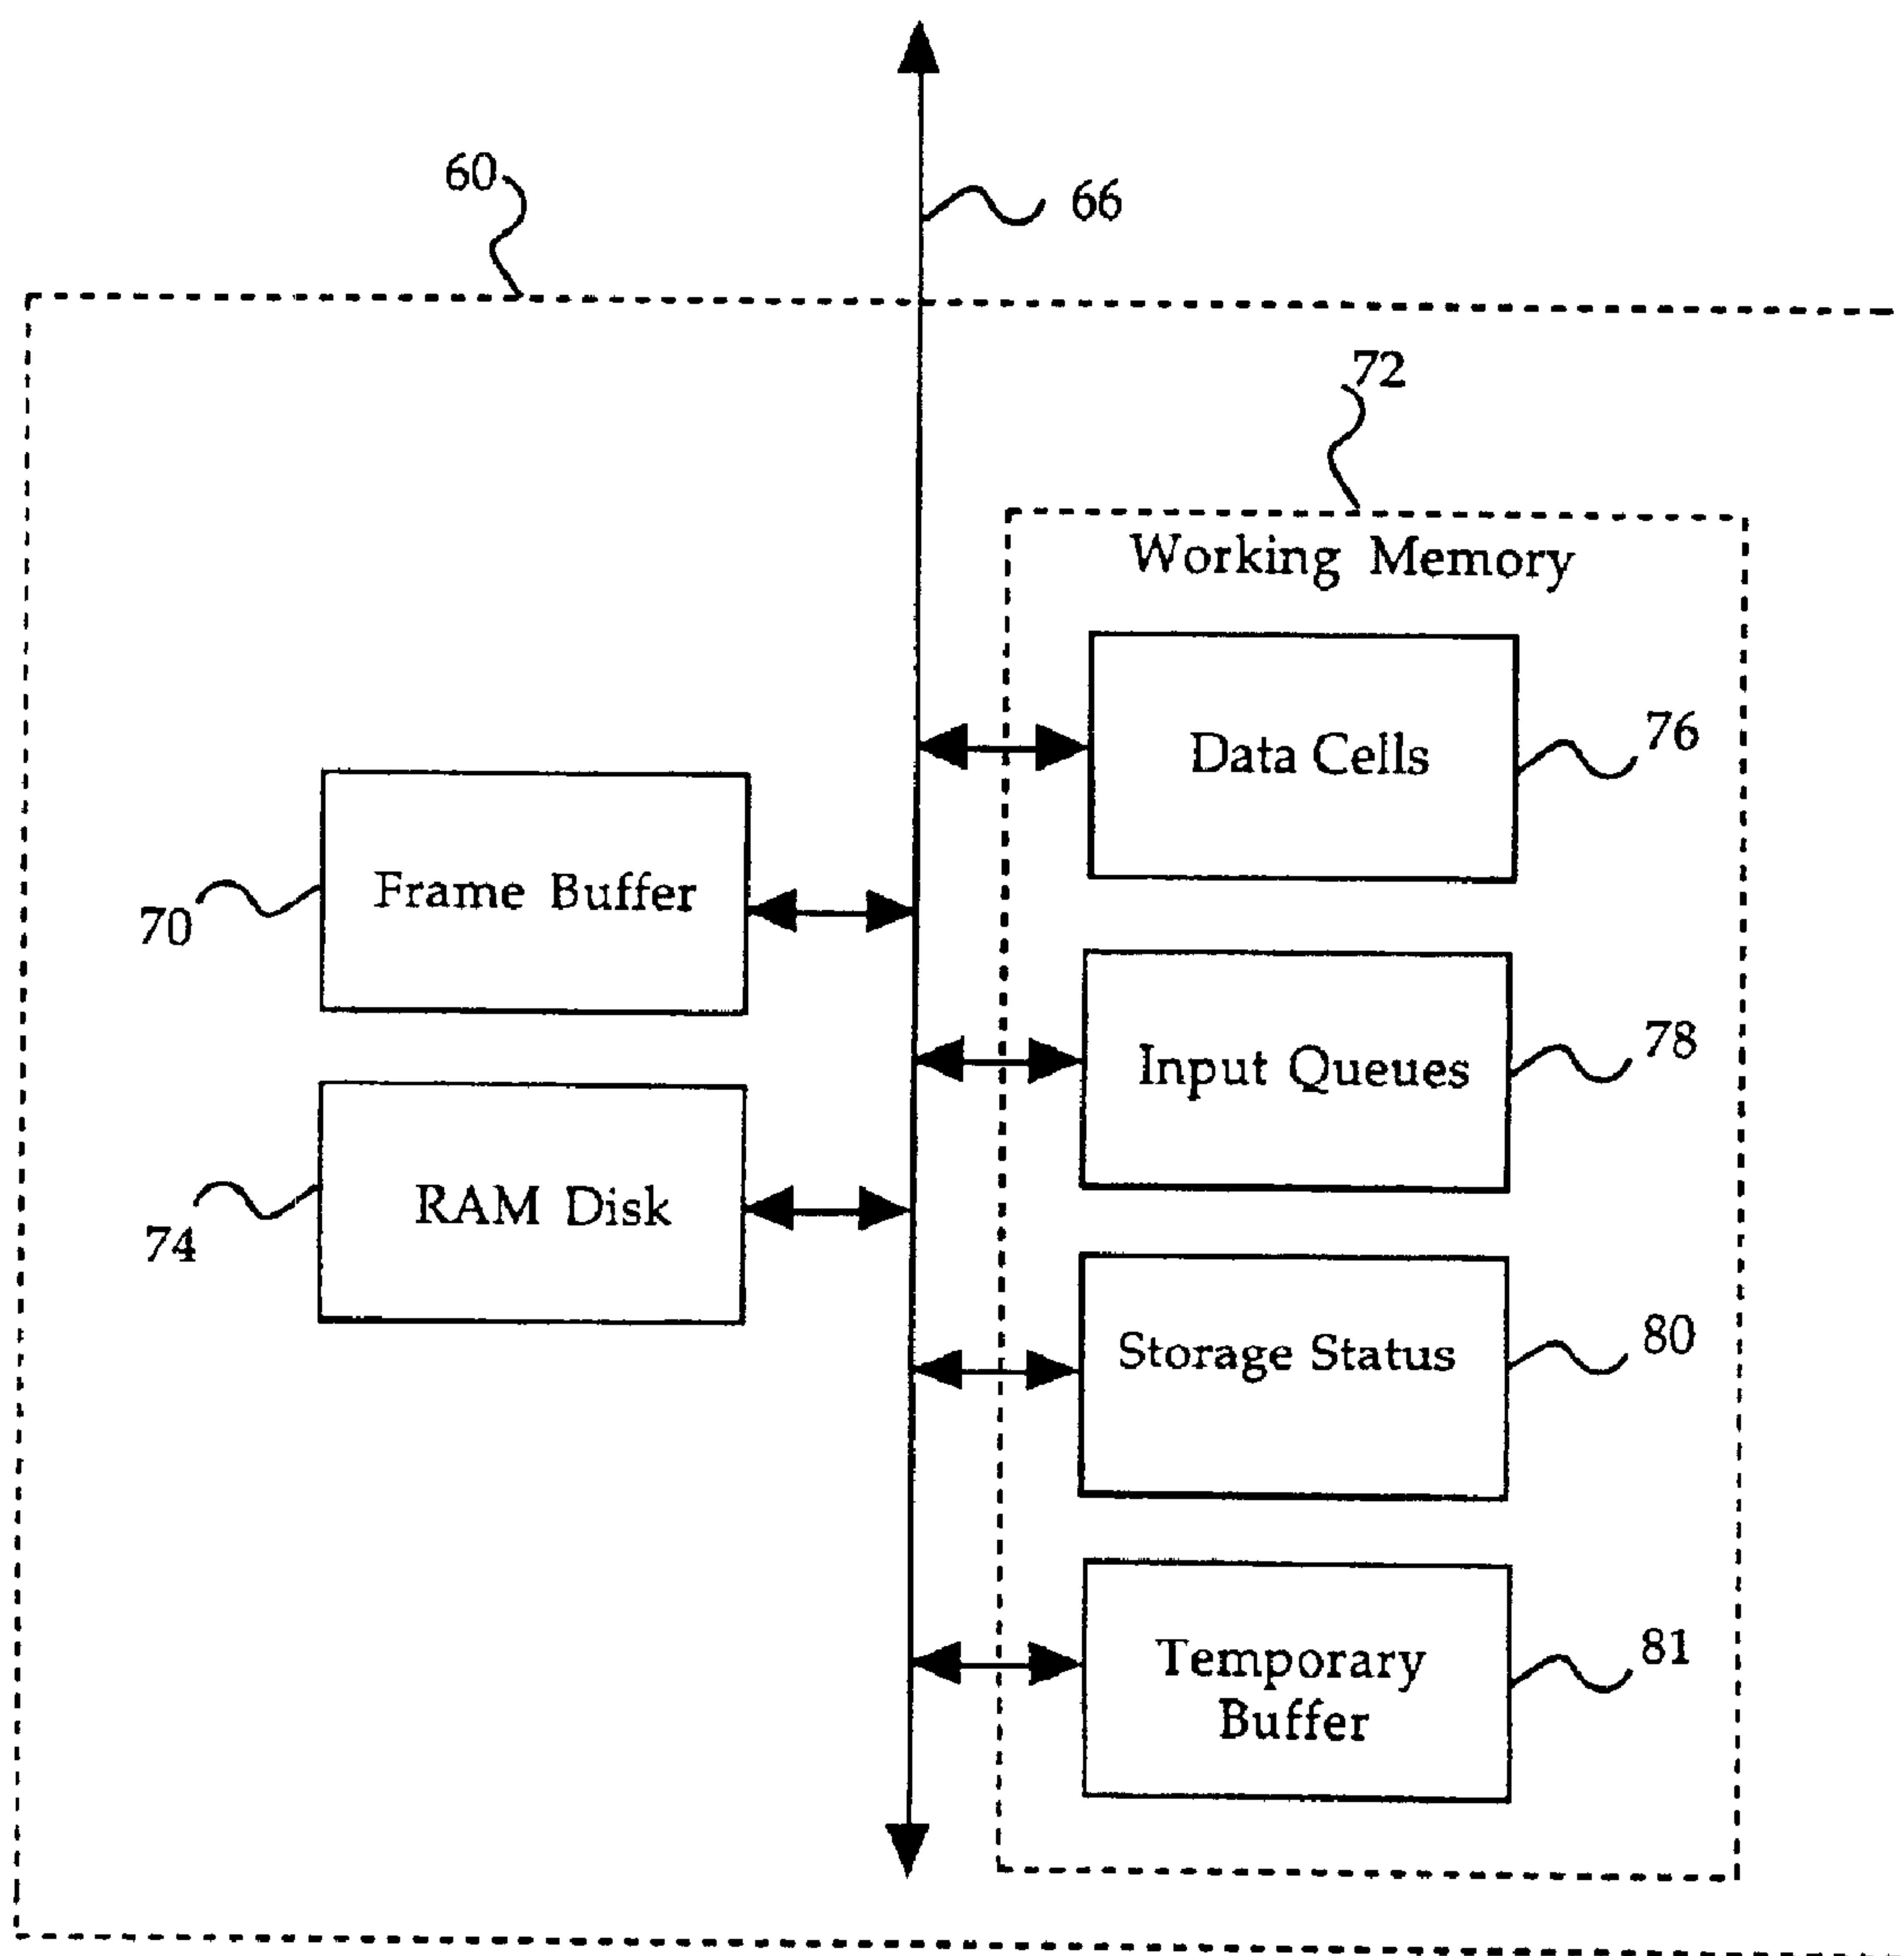 60
66
72
Working Memory
Data Cells
76
Frame Buffer
70
Input Queues
78
RAM Disk
74
Storage Status
80
Temporary
Buffer
81